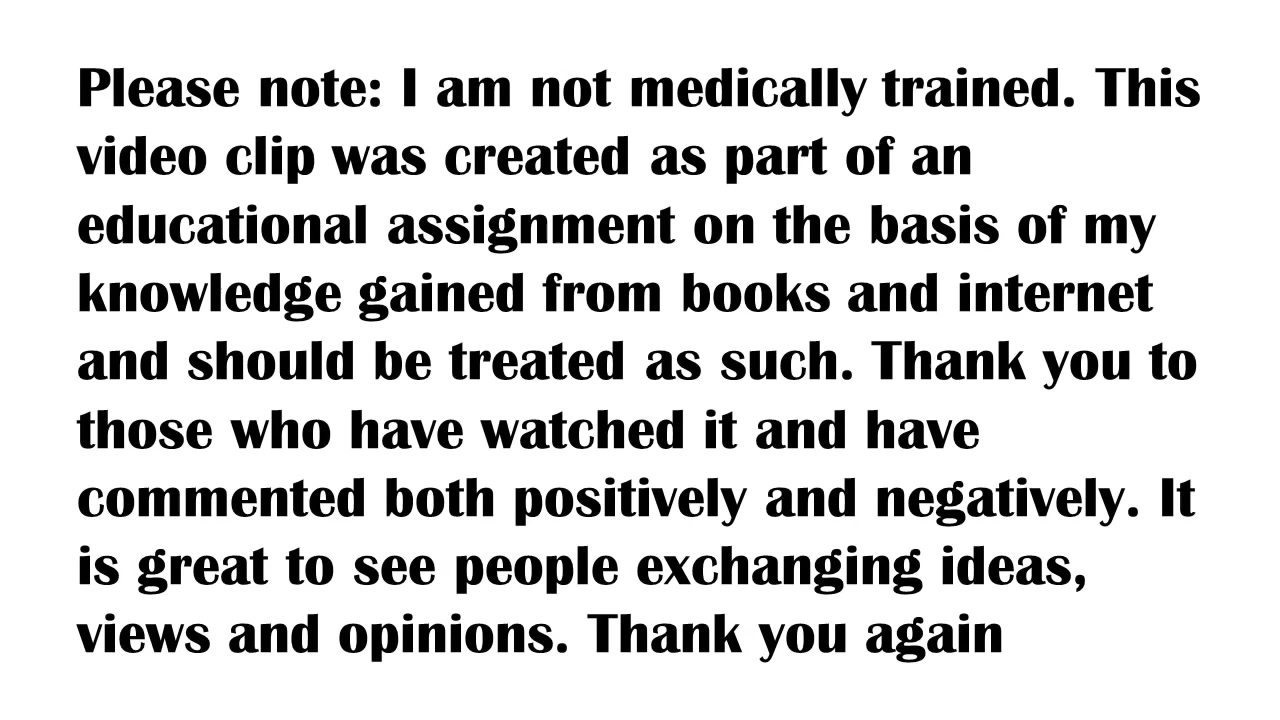 Please note: I am not medically trained. This
video clip was created as part of an
educational assignment on the basis of my
knowledge gained from books and internet
and should be treated as such. Thank you to
those who have watched it and have
commented both positively and negatively. It
is great to see people exchanging ideas,
views and opinions. Thank you again